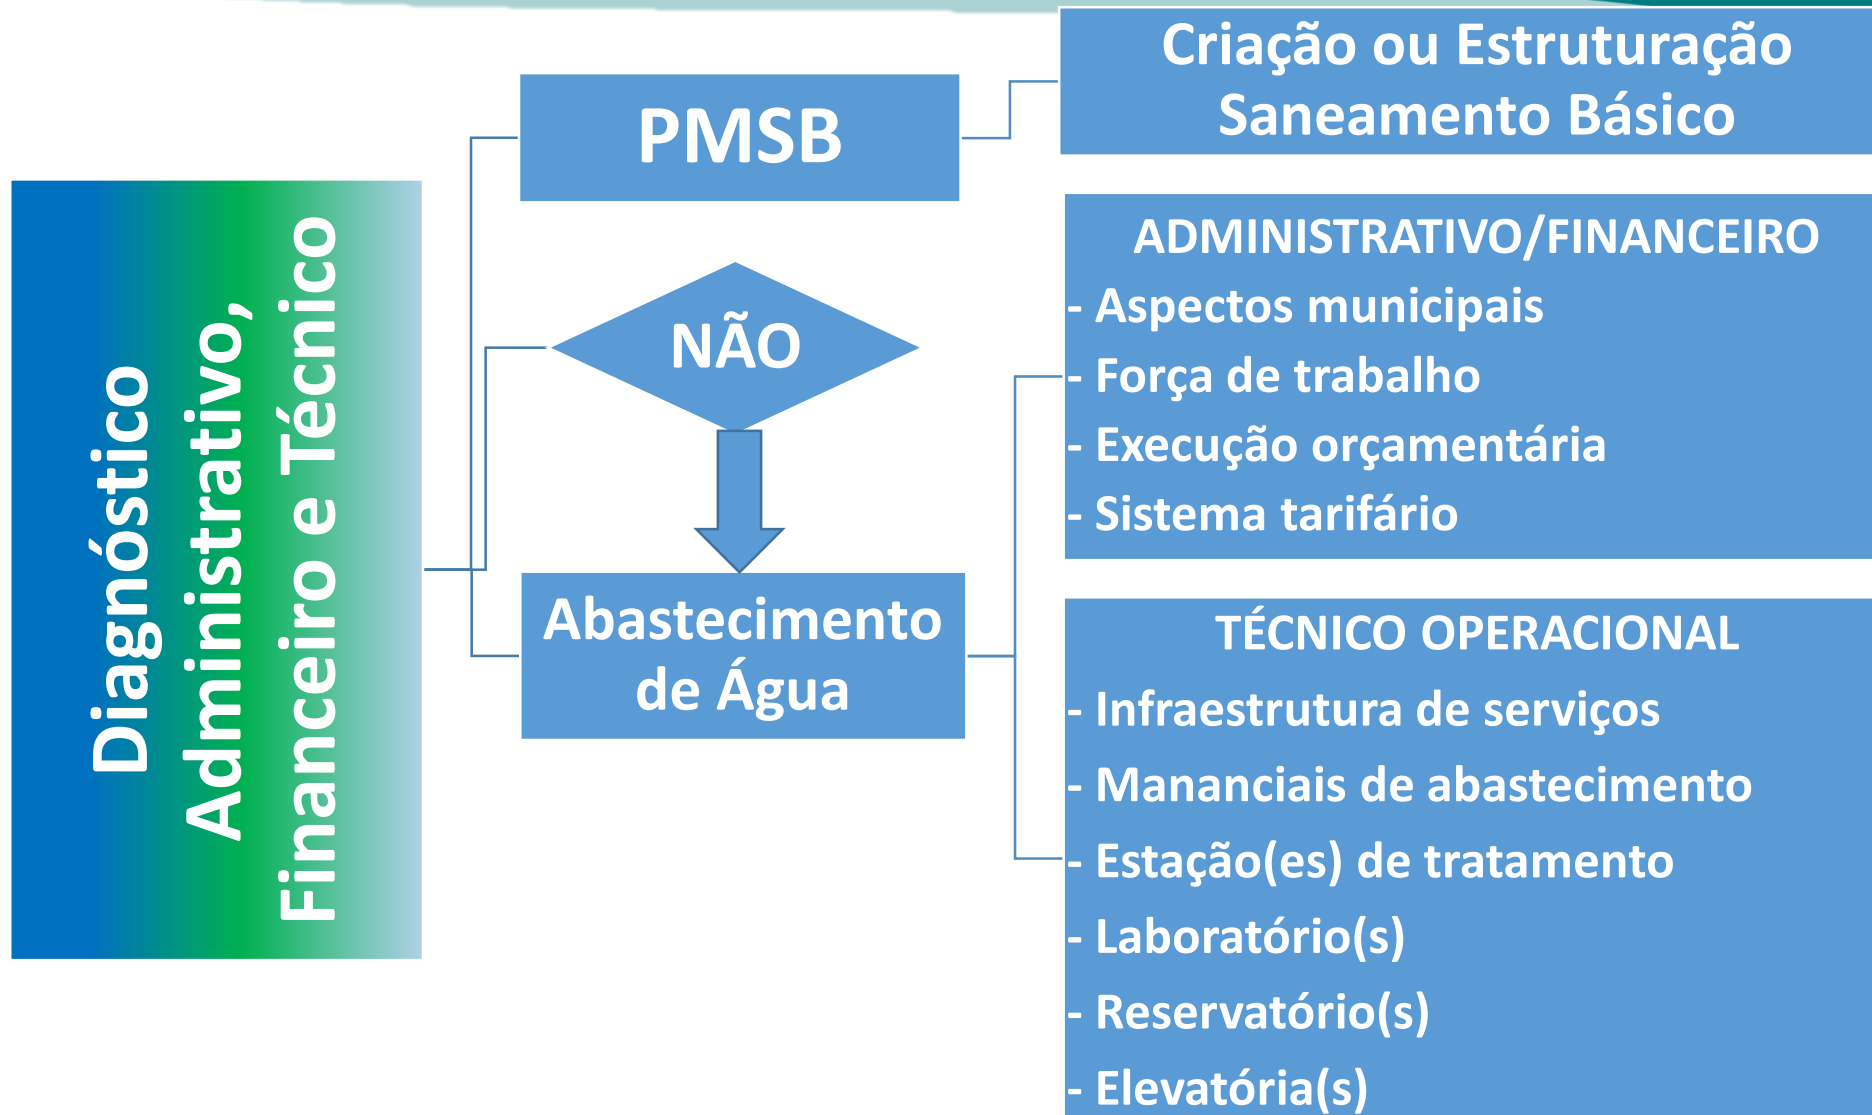 Diagnóstico
Administrativo,
Financeiro e Técnico
PMSB
Criação ou Estruturação
Saneamento Básico
NÃO
Abastecimento
de Água
ADMINISTRATIVO/FINANCEIRO
- Aspectos municipais
- Força de trabalho
- Execução orçamentária
- Sistema tarifário
TÉCNICO OPERACIONAL
- Infraestrutura de serviços
- Mananciais de abastecimento
- Estação(es) de tratamento
- Laboratório(s)
- Reservatório(s)
- Elevatória(s)